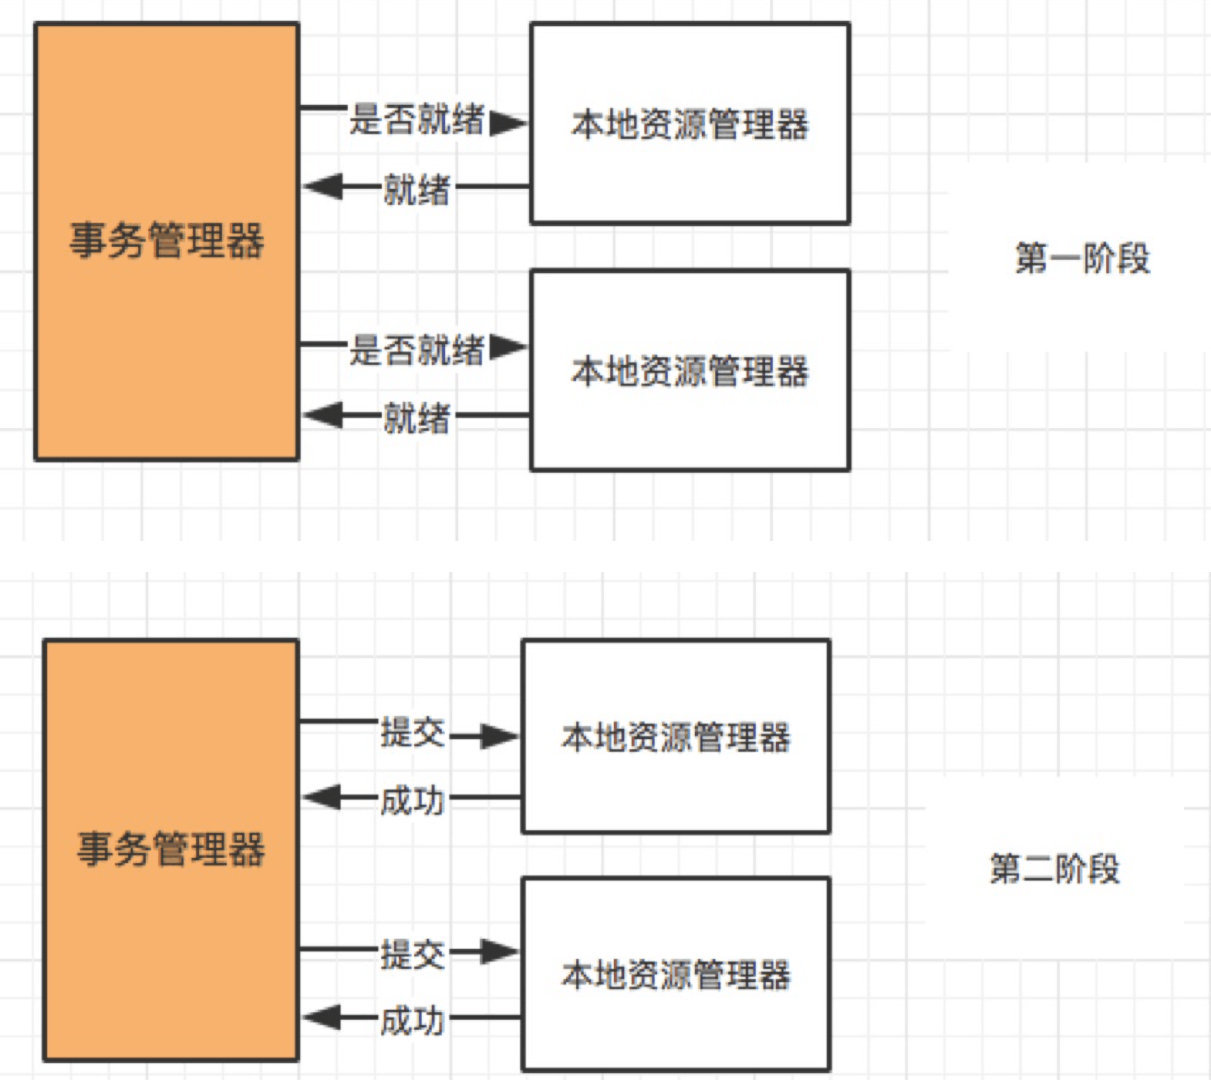 事务管理器
是否就绪
就绪
本地资源管理器
是否就绪
就绪
本地资源管理器
第一阶段
事务管理器
提交
成功
本地资源管理器
提交
成功
本地资源管理器
第二阶段